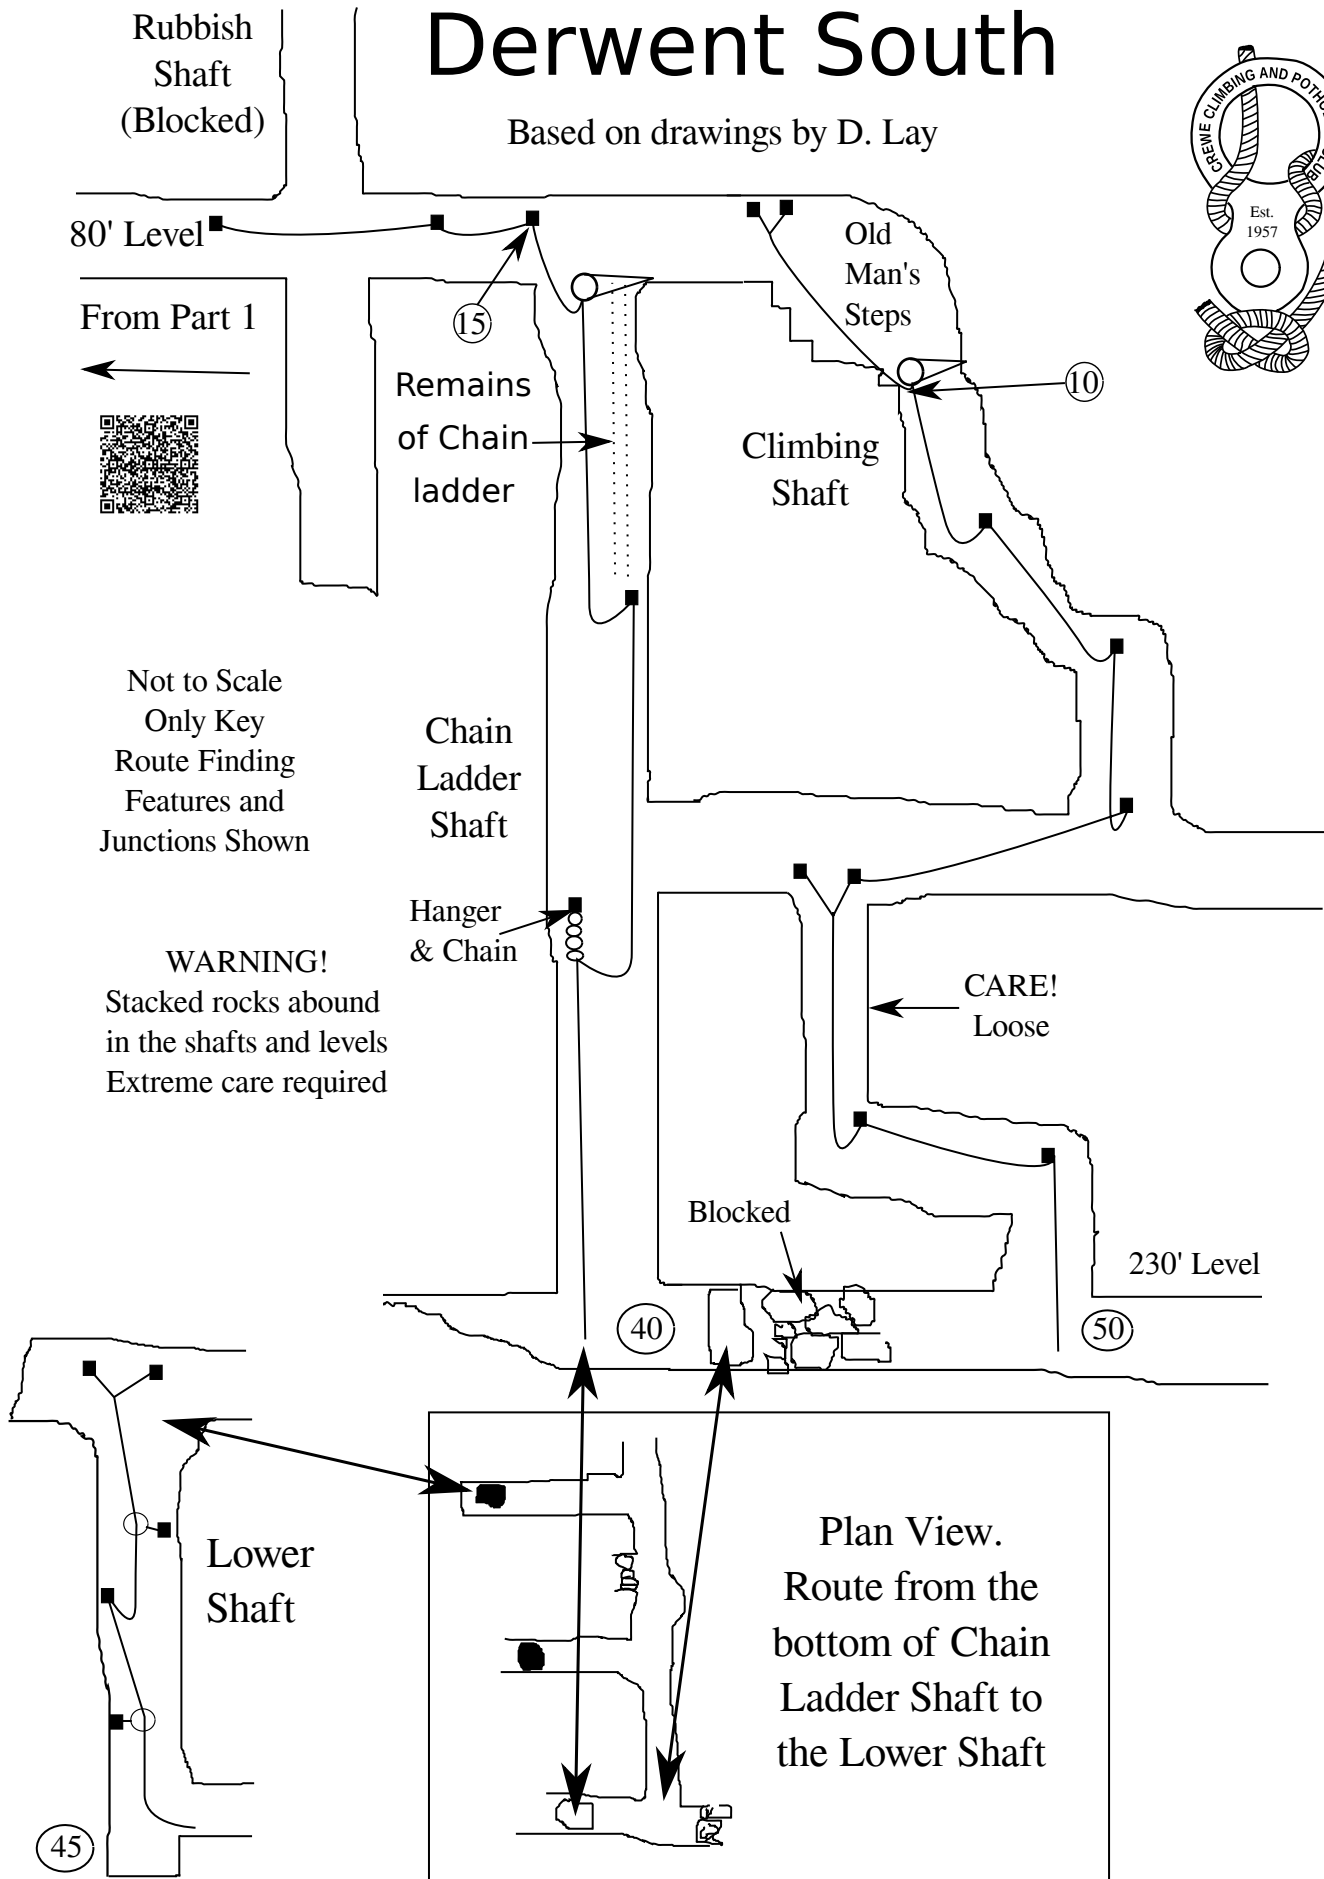 Rubbish
Shaft
(Blocked)
Derwent South
Based on drawings by D. Lay
CREWE CLIMBING AND
CLUB
Est.
1957
80' Level
Old
Man's
Steps
From Part 1
15
10
Remains
of Chain
ladder
Climbing
Shaft
Not to Scale
Only Key
Route Finding
Features and
Junctions Shown
Chain
Ladder
Shaft
Hanger
& Chain
WARNING!
Stacked rocks abound
in the shafts and levels
Extreme care required
CARE!
Loose
Blocked
230' Level
40
50
Lower
Shaft
Plan View.
Route from the
bottom of Chain
Ladder Shaft to
the Lower Shaft
45